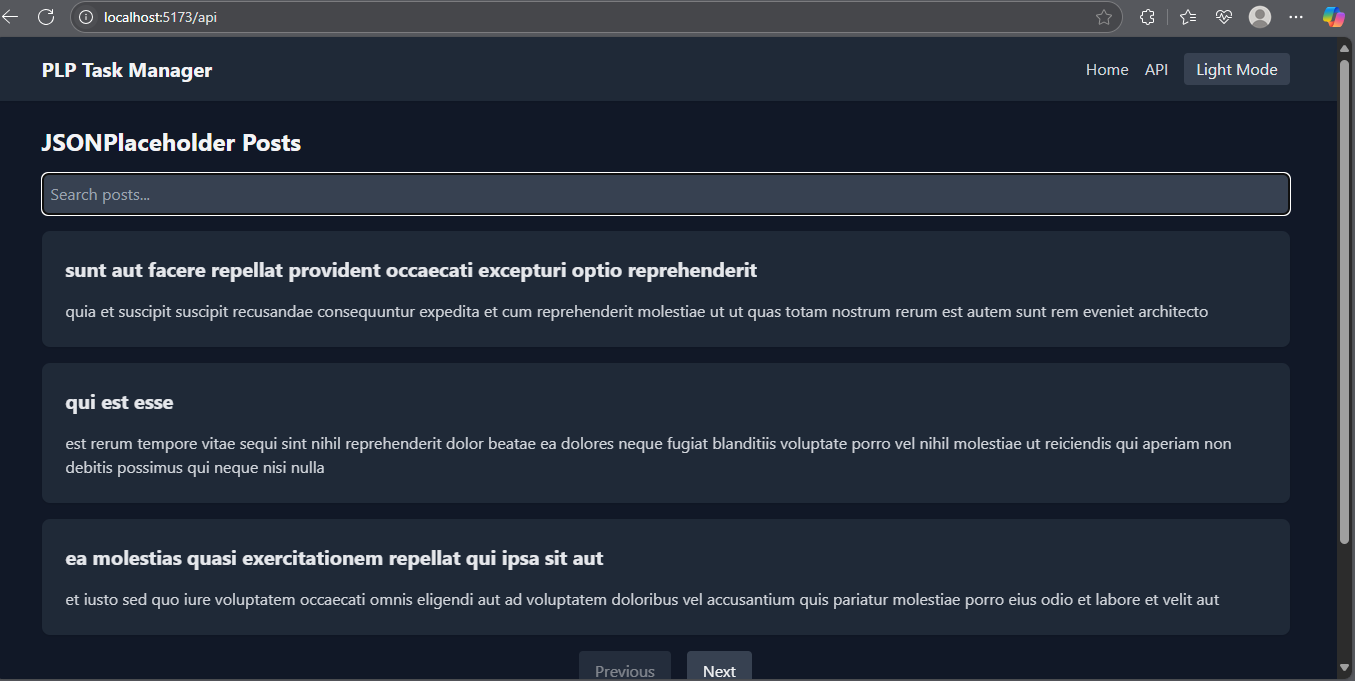 localhost:5173/api
PLP Task Manager
Home
API
Light Mode
JSONPlaceholder Posts
Search posts...
sunt aut facere repellat provident occaecati excepturi optio reprehenderit
quia et suscipit suscipit recusandae consequuntur expedita et cum reprehenderit molestiae ut ut quas totam nostrum rerum est autem sunt rem eveniet architecto
qui est esse
est rerum tempore vitae sequi sint nihil reprehenderit dolor beatae ea dolores neque fugiat blanditiis voluptate porro vel nihil molestiae ut reiciendis qui aperiam non
debitis possimus qui neque nisi nulla
ea molestias quasi exercitationem repellat qui ipsa sit aut
et iusto sed quo iure voluptatem occaecati omnis eligendi aut ad voluptatem doloribus vel accusantium quis pariatur molestiae porro eius odio et labore et velit aut
Previous
Next